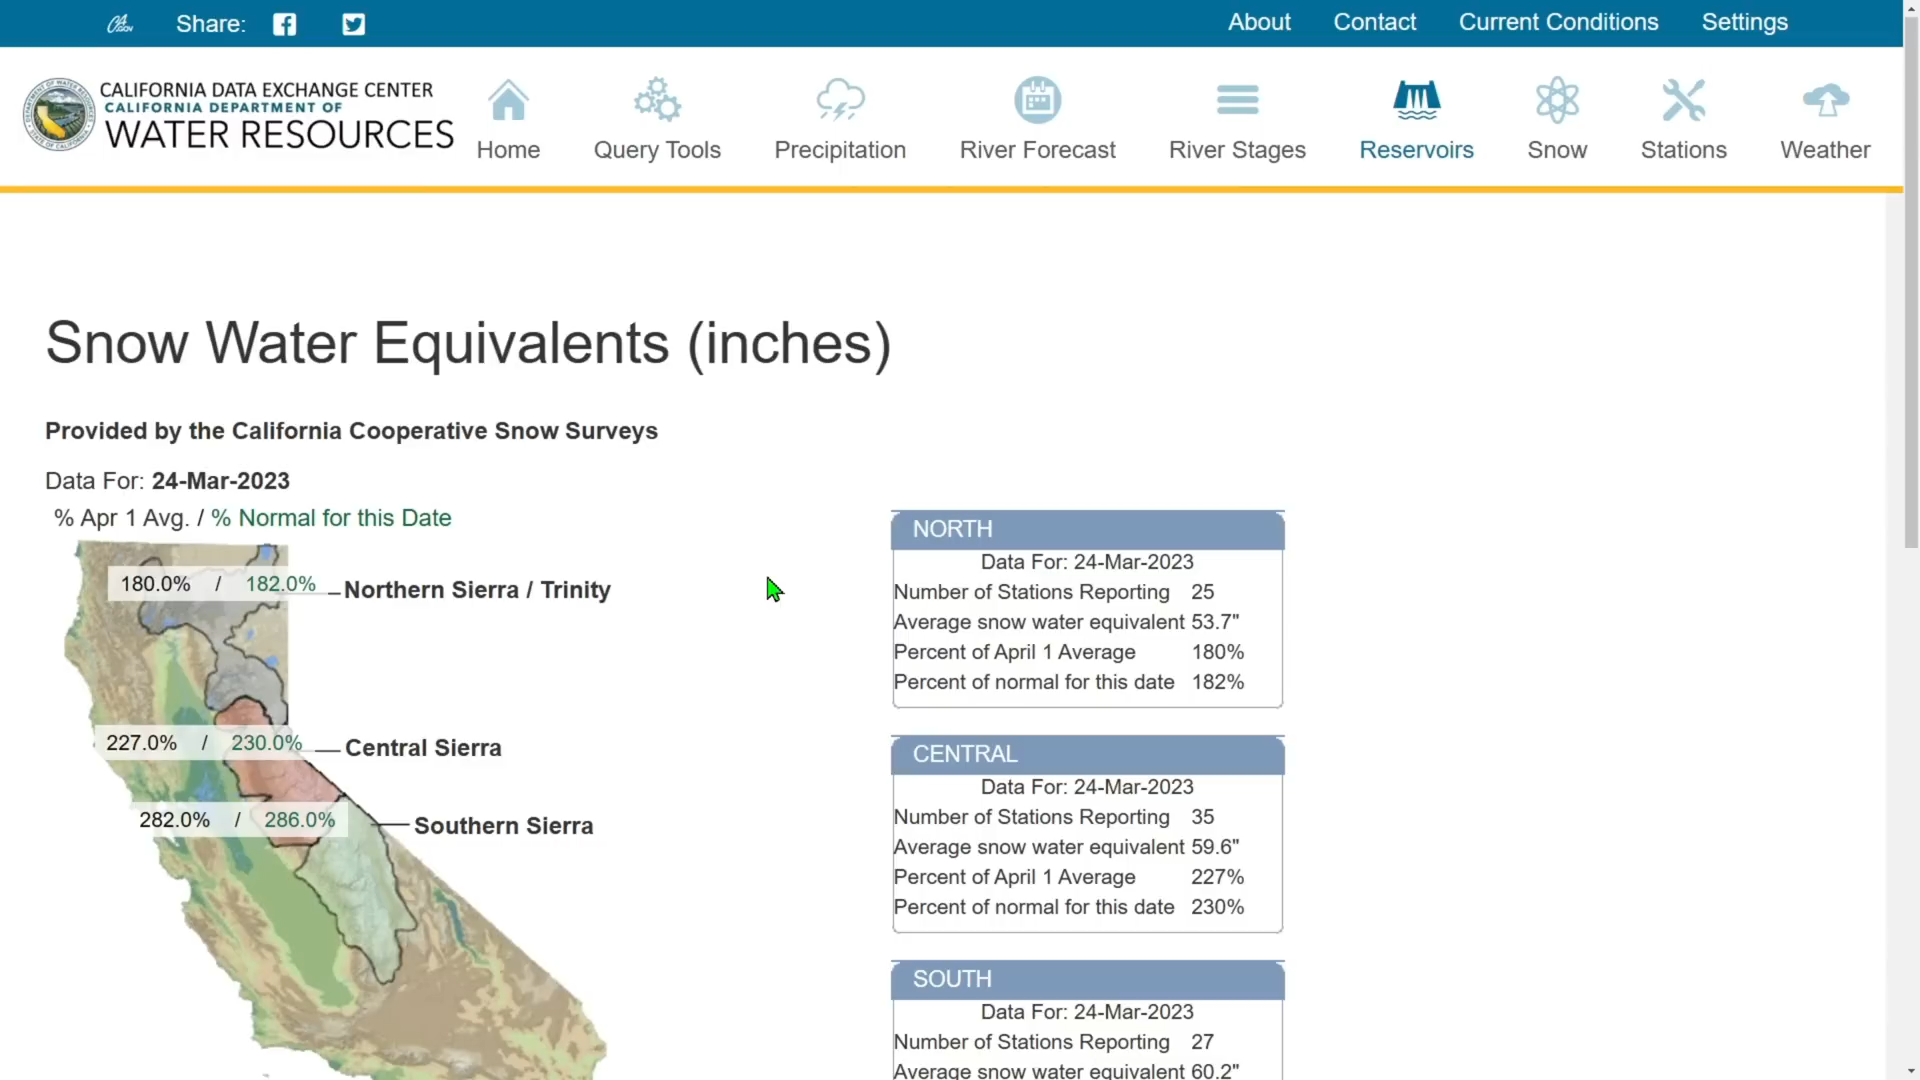 CA.GOV Share: About Contact Current Conditions Settings
CALIFORNIA DATA EXCHANGE CENTER
CALIFORNIA DEPARTMENT OF
WATER RESOURCES
Home Query Tools Precipitation River Forecast River Stages Reservoirs Snow Stations Weather
Snow Water Equivalents (inches)
Provided by the California Cooperative Snow Surveys
Data For: 24-Mar-2023
% Apr 1 Avg. / % Normal for this Date
180.0% / 182.0% Northern Sierra / Trinity
227.0% / 230.0% Central Sierra
282.0% / 286.0% Southern Sierra
NORTH
Data For: 24-Mar-2023
Number of Stations Reporting 25
Average snow water equivalent 53.7"
Percent of April 1 Average 180%
Percent of normal for this date 182%
CENTRAL
Data For: 24-Mar-2023
Number of Stations Reporting 35
Average snow water equivalent 59.6"
Percent of April 1 Average 227%
Percent of normal for this date 230%
SOUTH
Data For: 24-Mar-2023
Number of Stations Reporting 27
Average snow water equivalent 60.2"